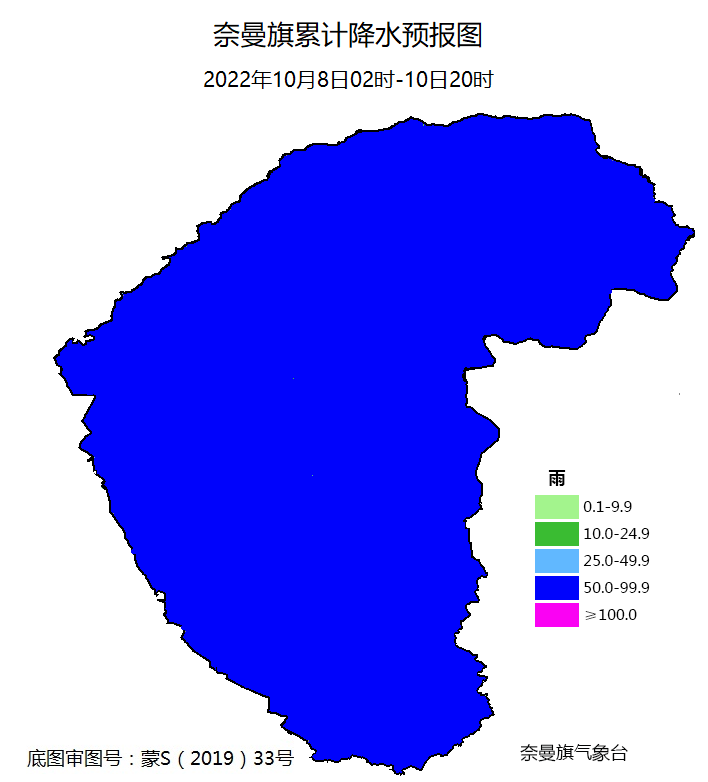 奈曼旗累计降水预报图
2022年10月8日02时-10日20时
雨
0.1-9.9
10.0-24.9
25.0-49.9
50.0-99.9
≥100.0
底图审图号：蒙S（2019）33号
奈曼旗气象台